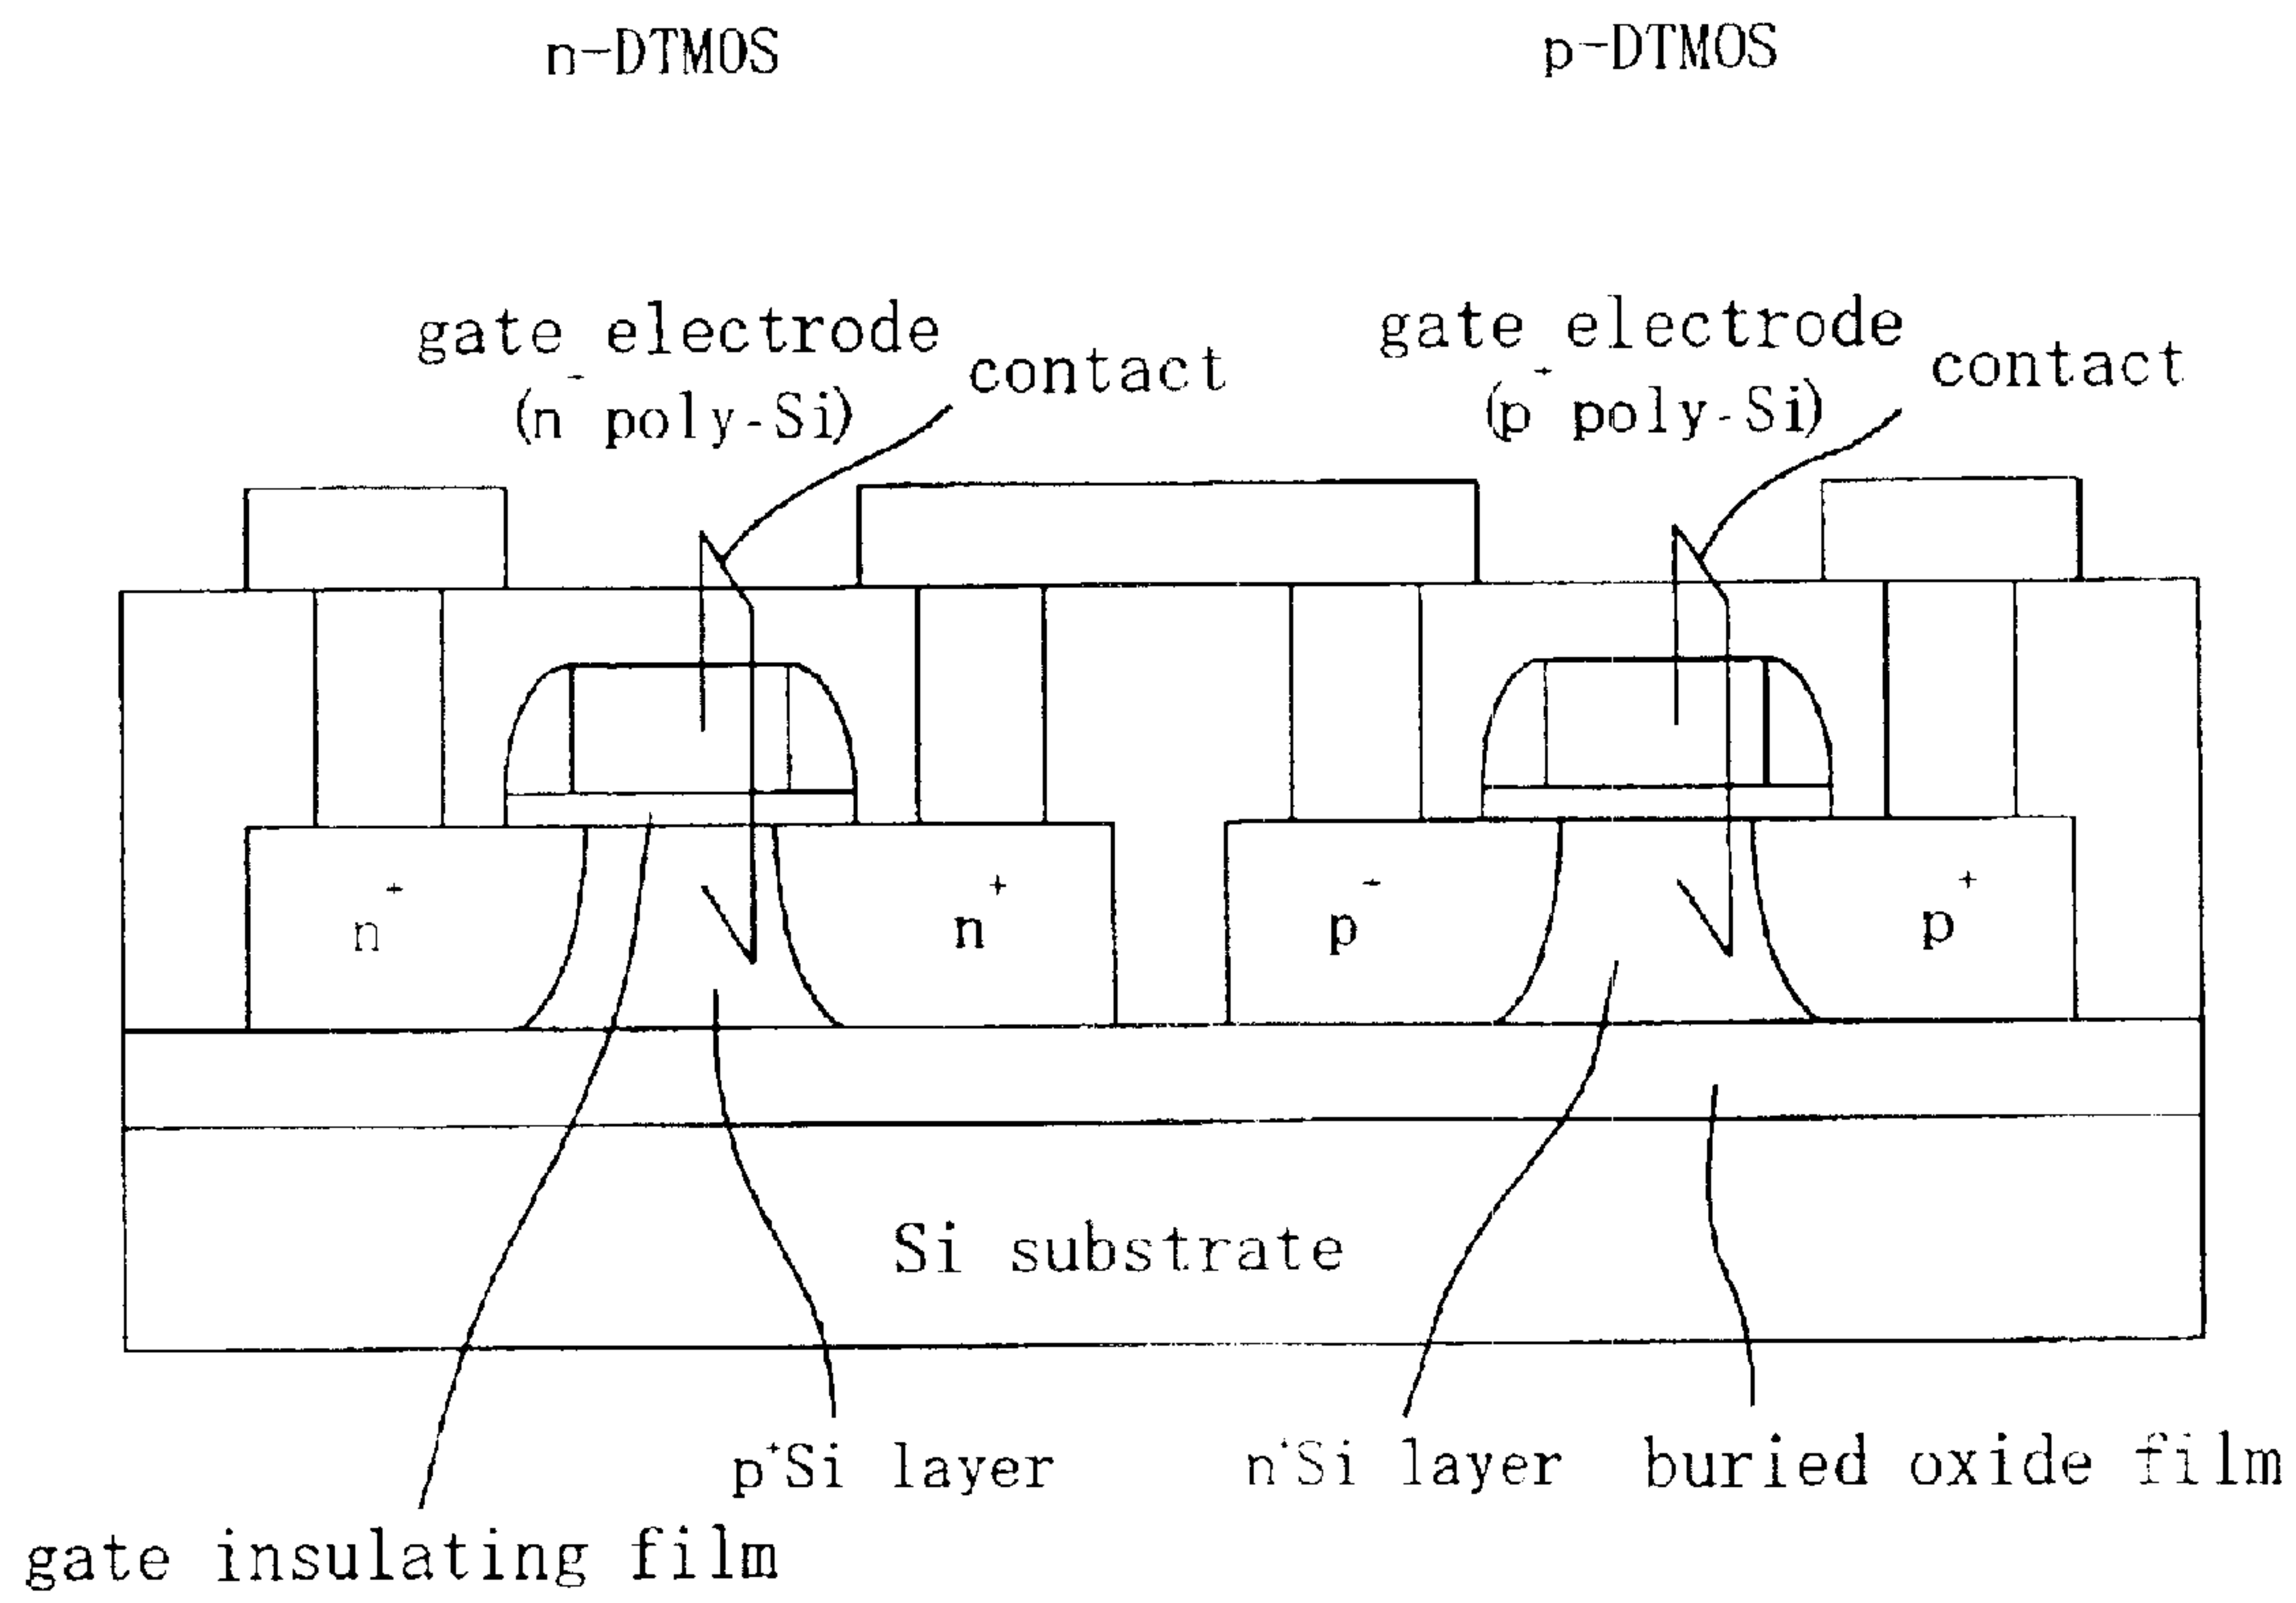 n-DTMOS
p-DTMOS
gate electrode
(n⁻ poly-Si)
contact
gate electrode
(p⁺ poly-Si)
contact
n⁺
n⁺
p⁻
p⁺
Si substrate
p⁺Si layer
n⁺Si layer
buried oxide film
gate insulating film